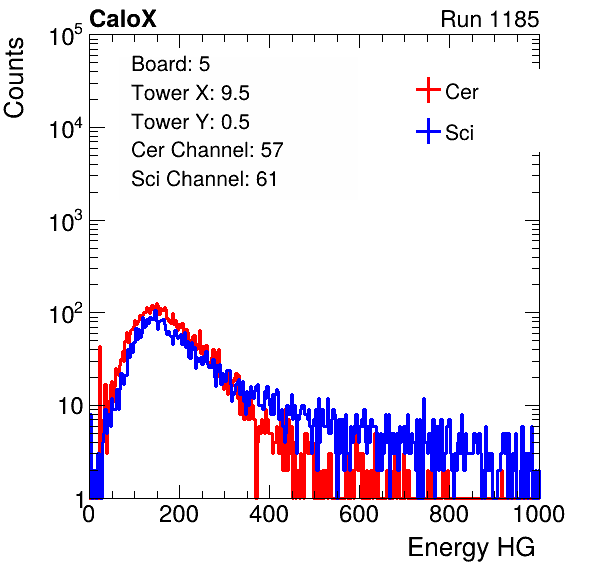 CaloX Run 1185
Counts
10^5
10^4
10^3
10^2
10
1
Board: 5
Tower X: 9.5
Tower Y: 0.5
Cer Channel: 57
Sci Channel: 61
Cer
Sci
0 200 400 600 800 1000
Energy HG